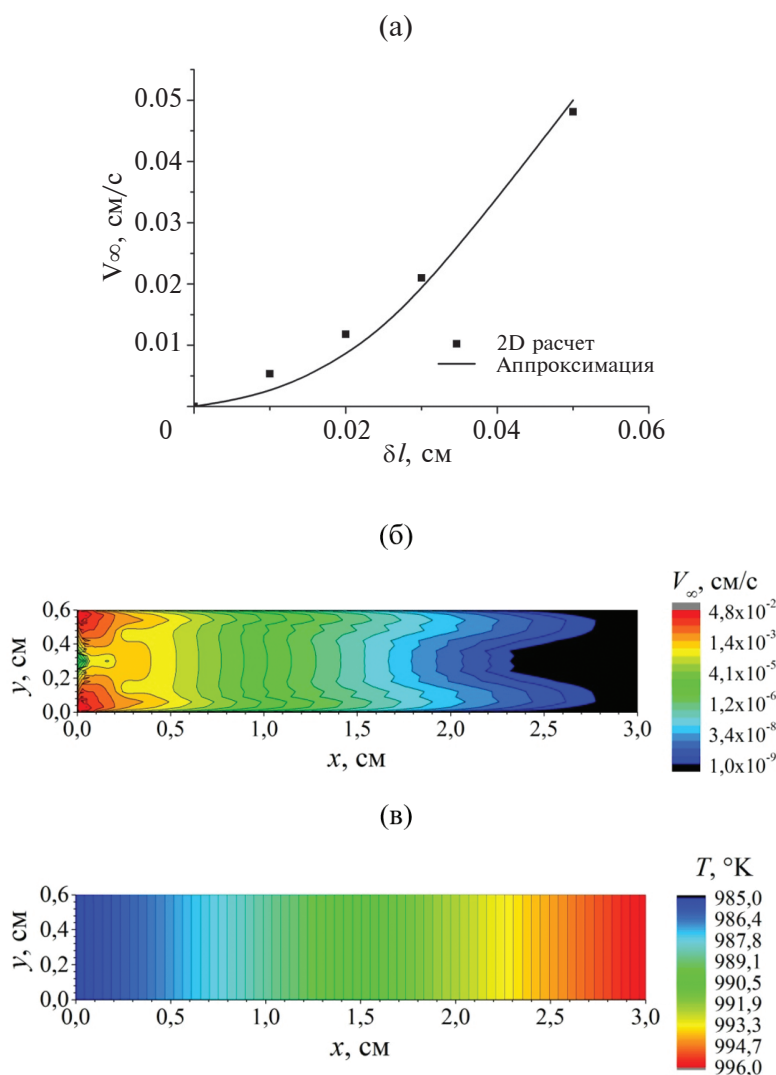 (а)
0.05
0.04
0.03
0.02
0.01
V∞, см/с
2D расчет
Аппроксимация
0
0.02
0.04
0.06
δl, см
(б)
V∞, см/с
0,6
0,4
0,2
0,0
y, см
0,0
0,5
1,0
1,5
2,0
2,5
3,0
x, см
4,8x10⁻²
1,4x10⁻³
4,1x10⁻⁵
1,2x10⁻⁶
3,4x10⁻⁸
1,0x10⁻⁹
(в)
T, °K
0,6
0,4
0,2
0,0
y, см
0,0
0,5
1,0
1,5
2,0
2,5
3,0
x, см
985,0
986,4
987,8
989,1
990,5
991,9
993,3
994,7
996,0